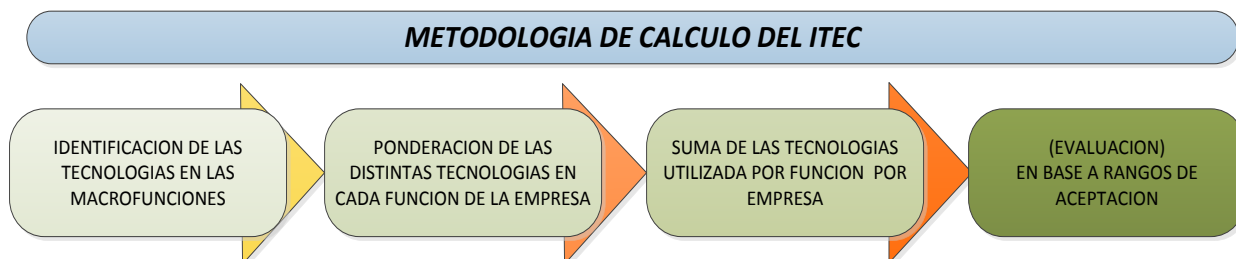 METODOLOGIA DE CALCULO DEL ITEC
IDENTIFICACION DE LAS
TECNOLOGIAS EN LAS
MACROFUNCIONES
PONDERACION DE LAS
DISTINTAS TECNOLOGIAS EN
CADA FUNCION DE LA EMPRESA
SUMA DE LAS TECNOLOGIAS
UTILIZADA POR FUNCION POR
EMPRESA
(EVALUACION)
EN BASE A RANGOS DE
ACEPTACION